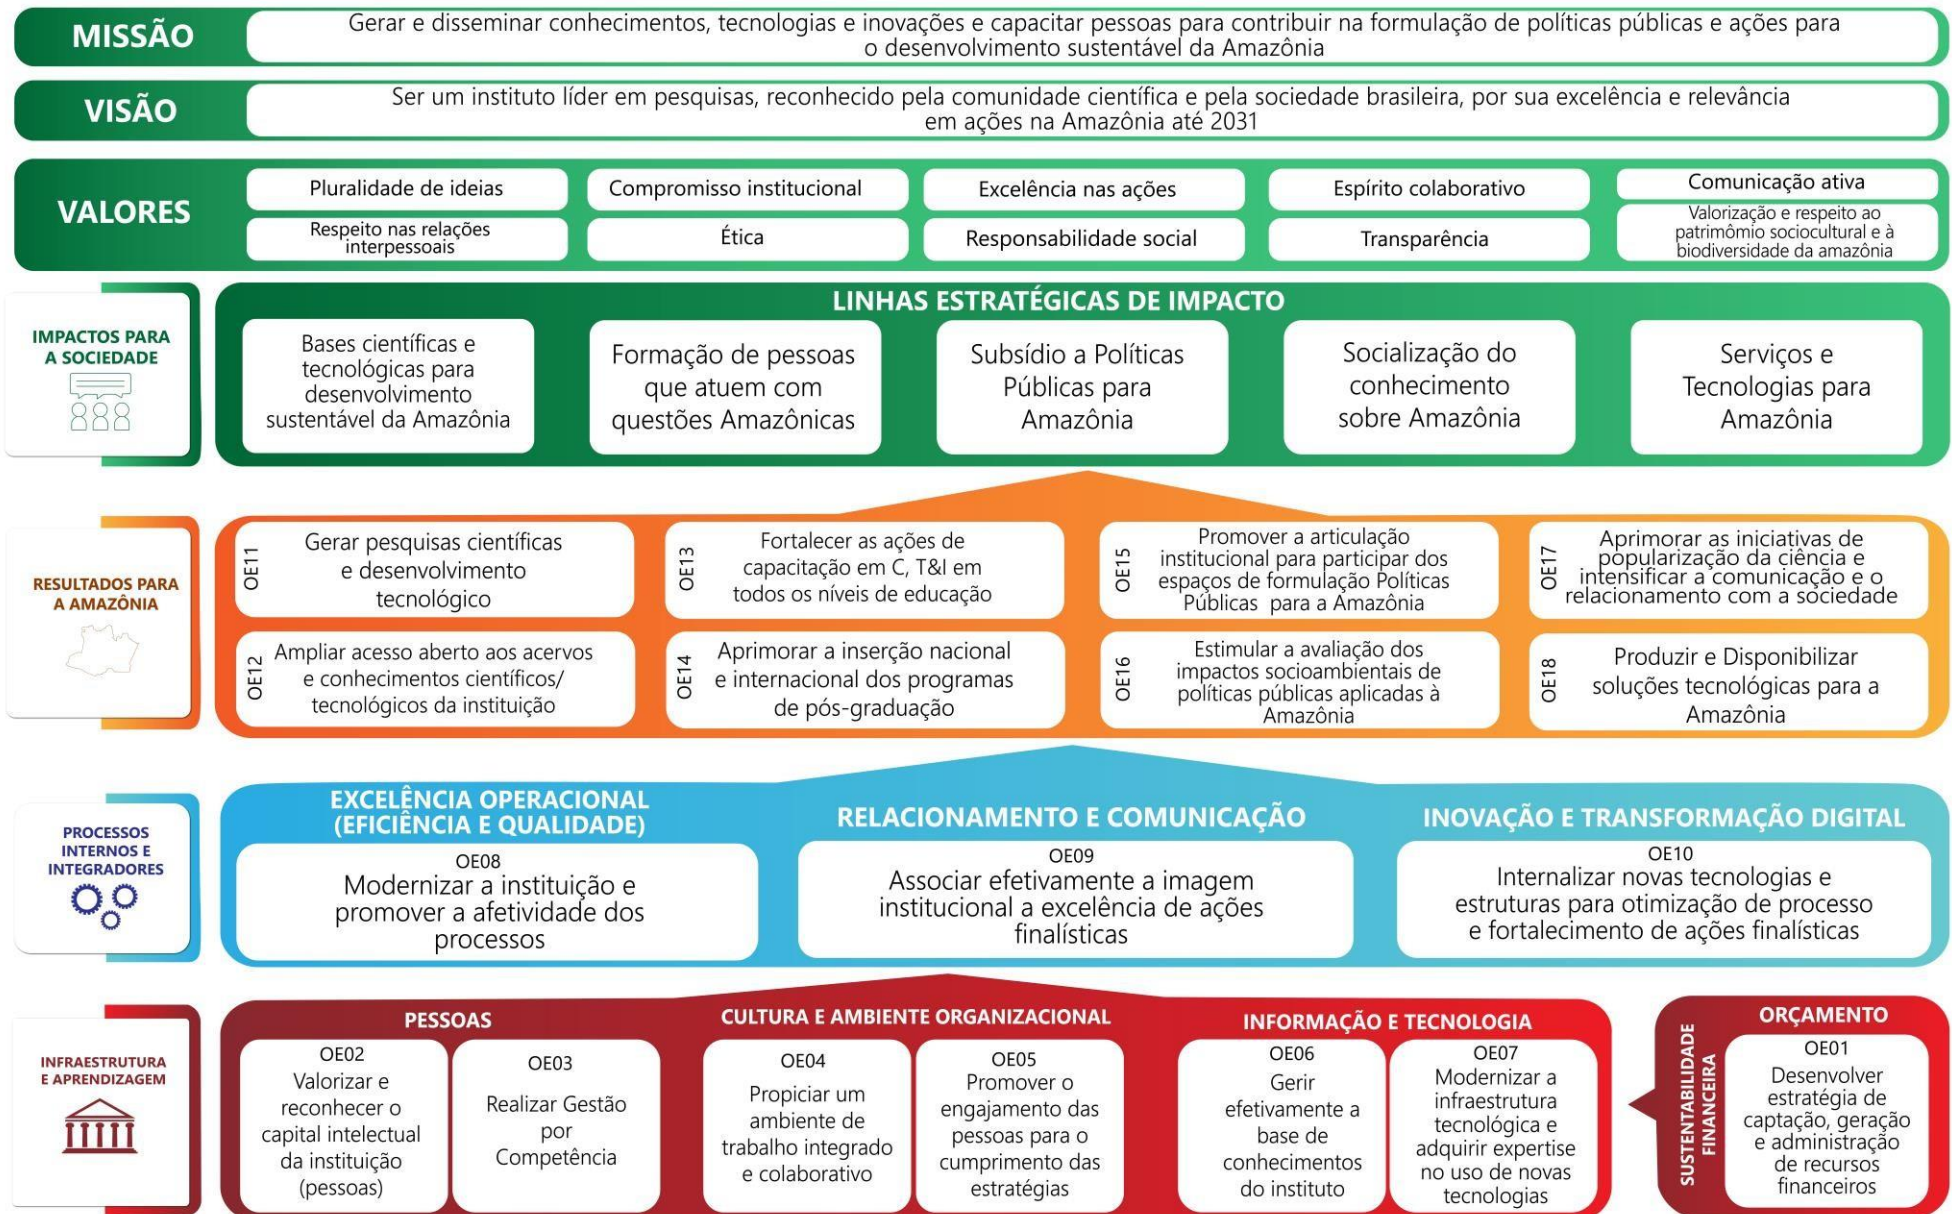 MISSÃO
Gerar e disseminar conhecimentos, tecnologias e inovações e capacitar pessoas para contribuir na formulação de políticas públicas e ações para
o desenvolvimento sustentável da Amazônia
VISÃO
Ser um instituto líder em pesquisas, reconhecido pela comunidade científica e pela sociedade brasileira, por sua excelência e relevância
em ações na Amazônia até 2031
VALORES
Pluralidade de ideias
Compromisso institucional
Excelência nas ações
Espírito colaborativo
Comunicação ativa
Respeito nas relações
interpessoais
Ética
Responsabilidade social
Transparência
Valorização e respeito ao
patrimômio sociocultural e à
biodiversidade da amazônia
IMPACTOS PARA
A SOCIEDADE
LINHAS ESTRATÉGICAS DE IMPACTO
Bases científicas e
tecnológicas para
desenvolvimento
sustentável da Amazônia
Formação de pessoas
que atuem com
questões Amazônicas
Subsídio a Políticas
Públicas para
Amazônia
Socialização do
conhecimento
sobre Amazônia
Serviços e
Tecnologias para
Amazônia
RESULTADOS PARA
A AMAZÔNIA
OE11
Gerar pesquisas científicas
e desenvolvimento
tecnológico
OE13
Fortalecer as ações de
capacitação em C, T&I em
todos os níveis de educação
OE15
Promover a articulação
institucional para participar dos
espaços de formulação Políticas
Públicas para a Amazônia
OE17
Aprimorar as iniciativas de
popularização da ciência e
intensificar a comunicação e o
relacionamento com a sociedade
OE12
Ampliar acesso aberto aos acervos
e conhecimentos científicos/
tecnológicos da instituição
OE14
Aprimorar a inserção nacional
e internacional dos programas
de pós-graduação
OE16
Estimular a avaliação dos
impactos socioambientais de
políticas públicas aplicadas à
Amazônia
OE18
Produzir e Disponibilizar
soluções tecnológicas para a
Amazônia
PROCESSOS
INTERNOS E
INTEGRADORES
EXCELÊNCIA OPERACIONAL
(EFICIÊNCIA E QUALIDADE)
OE08
Modernizar a instituição e
promover a afetividade dos
processos
RELACIONAMENTO E COMUNICAÇÃO
OE09
Associar efetivamente a imagem
institucional a excelência de ações
finalísticas
INOVAÇÃO E TRANSFORMAÇÃO DIGITAL
OE10
Internalizar novas tecnologias e
estruturas para otimização de processo
e fortalecimento de ações finalísticas
INFRAESTRUTURA
E APRENDIZAGEM
PESSOAS
OE02
Valorizar e
reconhecer o
capital intelectual
da instituição
(pessoas)
OE03
Realizar Gestão
por
Competência
CULTURA E AMBIENTE ORGANIZACIONAL
OE04
Propiciar um
ambiente de
trabalho integrado
e colaborativo
OE05
Promover o
engajamento das
pessoas para o
cumprimento das
estratégias
INFORMAÇÃO E TECNOLOGIA
OE06
Gerir
efetivamente a
base de
conhecimentos
do instituto
OE07
Modernizar a
infraestrutura
tecnológica e
adquirir expertise
no uso de novas
tecnologias
SUSTENTABILIDADE
FINANCEIRA
ORÇAMENTO
OE01
Desenvolver
estratégia de
captação, geração
e administração
de recursos
financeiros